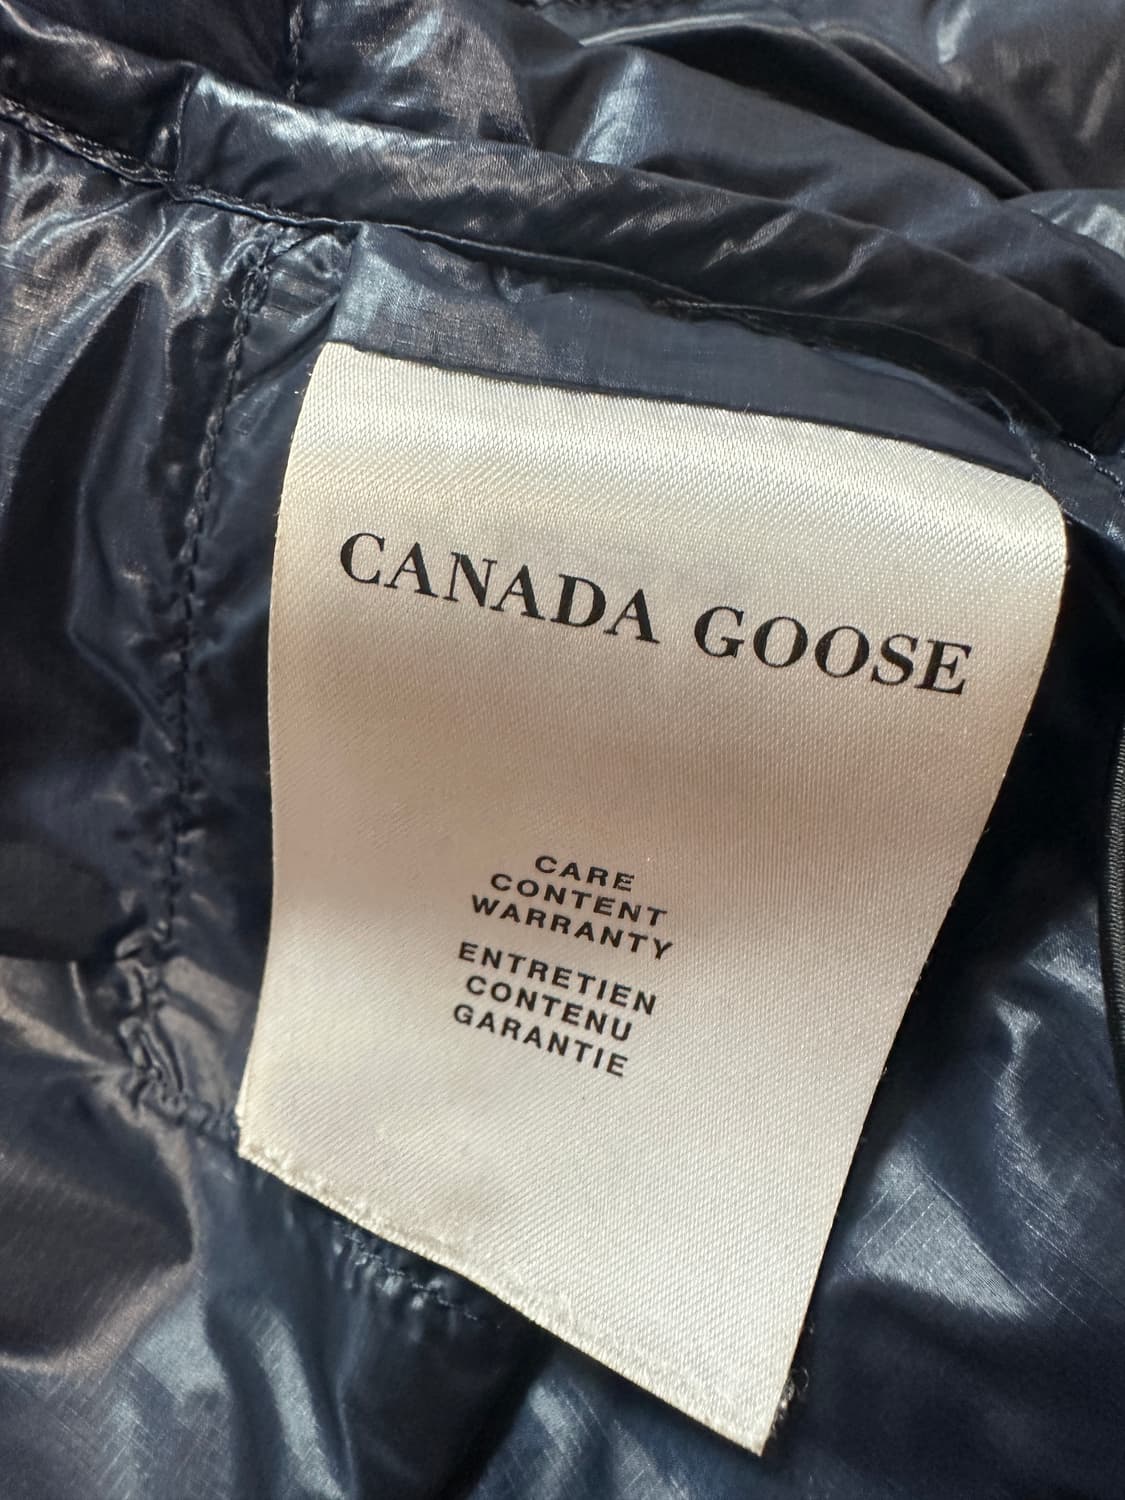 CANADA GOOSE
CARE
CONTENT
WARRANTY
ENTRETIEN
CONTENU
GARANTIE